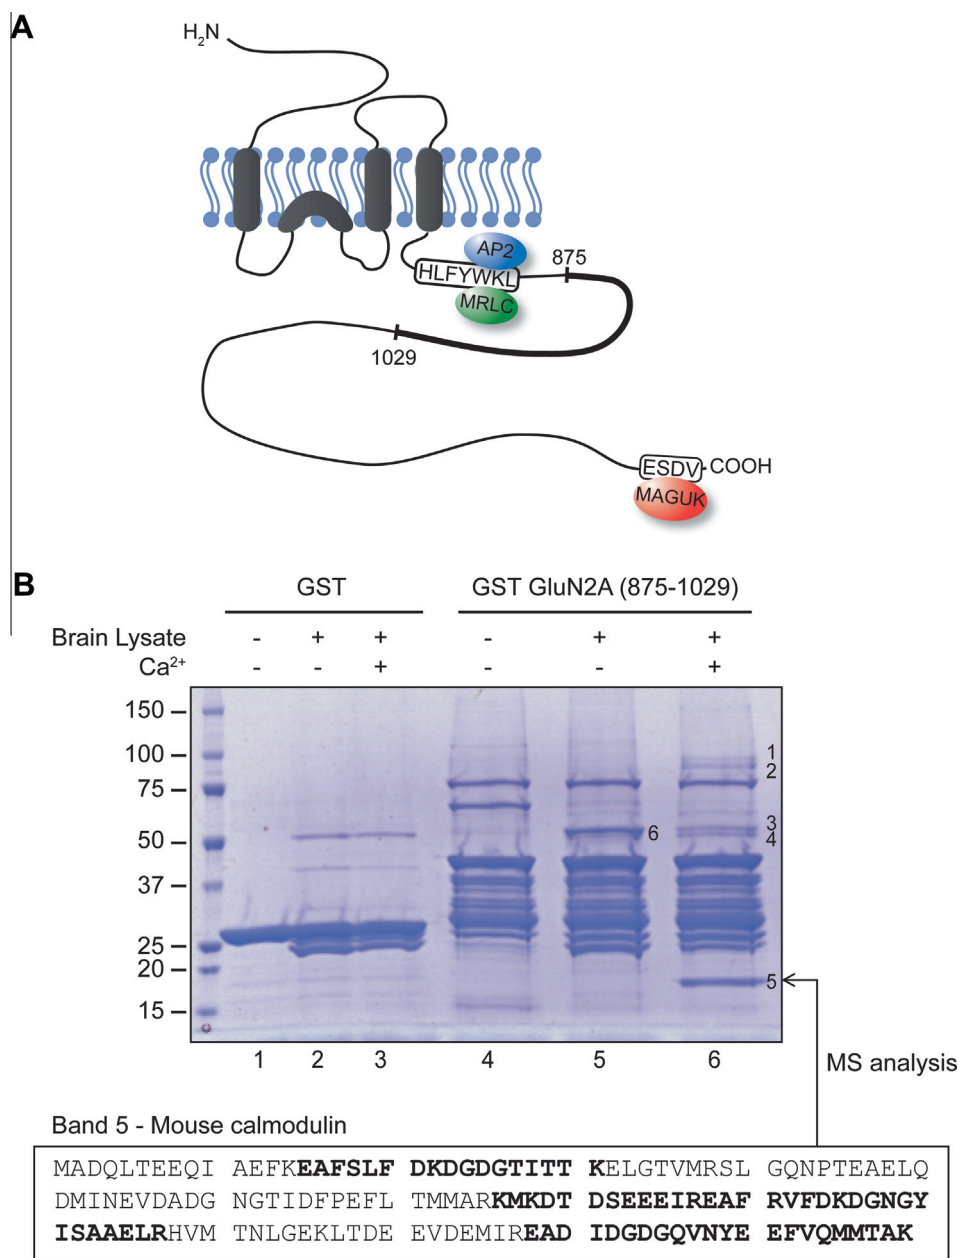 A
H2N
AP2
HLFYWKL
875
MRLC
1029
ESDV COOH
MAGUK
B
GST GST GluN2A (875-1029)
Brain Lysate - + + - + +
Ca2+ - - + - - +
150
100
75
50
37
25
20
15
1
2
3
4
5
6
1 2 3 4 5 6
MS analysis
Band 5 - Mouse calmodulin
MADQLTEEQI AEFKEAFSLF DKDGDGTITT KELGTVMRSL GQNPTEAELQ
DMINEVDADG NGTIDFPEFL TMMARKMKDT DSEEEIREAF RVFDKDGNGY
ISAAELRHVM TNLGEKLTDE EVDEMIREAD IDGDGQVNYE EFVQMMTAK